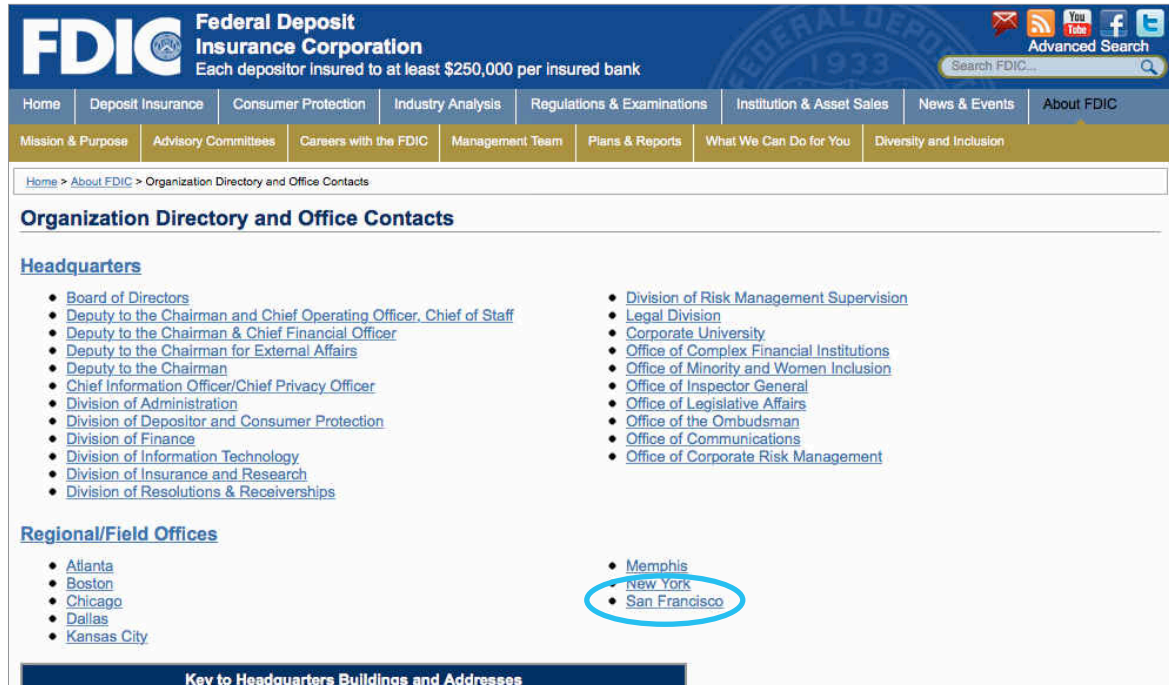 FDIC
Federal Deposit
Insurance Corporation
Each depositor insured to at least $250,000 per insured bank
FEDERAL DEPO
1933
You
Tube
Advanced Search
Search FDIC...
Home
Deposit Insurance
Consumer Protection
Industry Analysis
Regulations & Examinations
Institution & Asset Sales
News & Events
About FDIC
Mission & Purpose
Advisory Committees
Careers with the FDIC
Management Team
Plans & Reports
What We Can Do for You
Diversity and Inclusion
Home > About FDIC > Organization Directory and Office Contacts
Organization Directory and Office Contacts
Headquarters
Board of Directors
Deputy to the Chairman and Chief Operating Officer, Chief of Staff
Deputy to the Chairman & Chief Financial Officer
Deputy to the Chairman for External Affairs
Deputy to the Chairman
Chief Information Officer/Chief Privacy Officer
Division of Administration
Division of Depositor and Consumer Protection
Division of Finance
Division of Information Technology
Division of Insurance and Research
Division of Resolutions & Receiverships
Division of Risk Management Supervision
Legal Division
Corporate University
Office of Complex Financial Institutions
Office of Minority and Women Inclusion
Office of Inspector General
Office of Legislative Affairs
Office of the Ombudsman
Office of Communications
Office of Corporate Risk Management
Regional/Field Offices
Atlanta
Boston
Chicago
Dallas
Kansas City
Memphis
New York
San Francisco
Key to Headquarters Buildings and Addresses